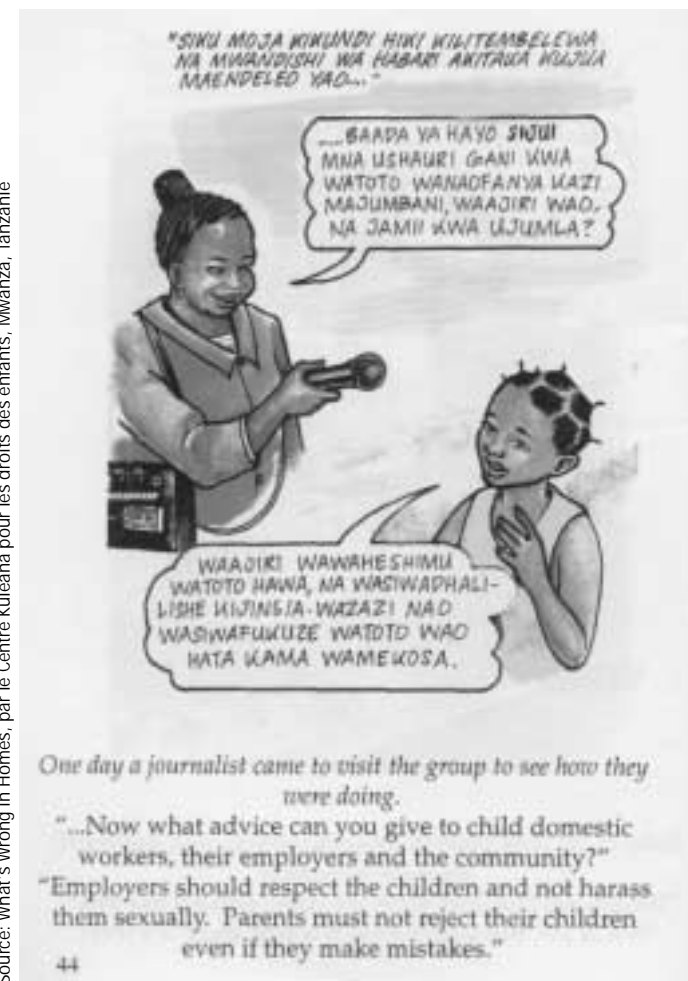 "SIKU MOJA KIKUNDI HIKI KILITEMBELEWA
NA MWANDISHI WA HABARI AKITAKA KUJUA
MAENDELEO YAO..."
....BAADA YA HAYO SIJUI
MNA USHAURI GANI KWA
WATOTO WANAOFANYA KAZI
MAJUMBANI, WAAJIRI WAO,
NA JAMII KWA UJUMLA?
WAAJIRI WAWAHESHIMU
WATOTO HAWA, NA WASIWADHALI-
LISHE KIJINSIA. WAZAZI NAO
WASIWAFUKUZE WATOTO WAO
HATA KAMA WAMEKOSA.
One day a journalist came to visit the group to see how they
were doing.
"...Now what advice can you give to child domestic
workers, their employers and the community?"
"Employers should respect the children and not harass
them sexually. Parents must not reject their children
even if they make mistakes."
44
Source: What's Wrong in Homes, par le Centre Kuleana pour les droits des enfants, Mwanza, Tanzanie